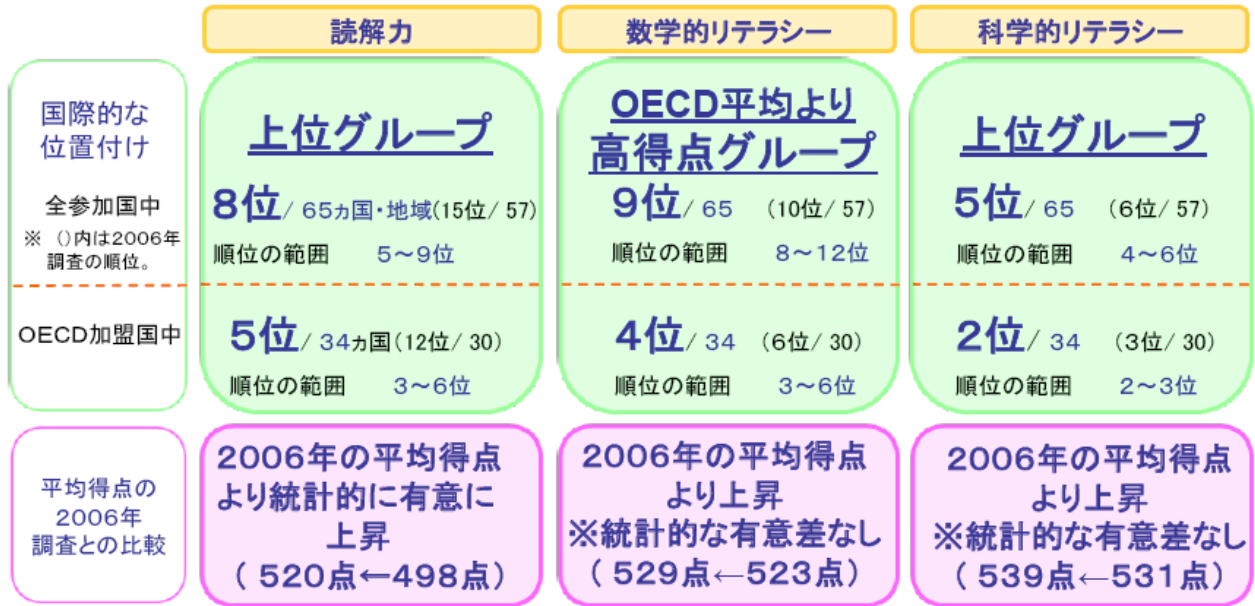 読解力
数学的リテラシー
科学的リテラシー
国際的な
位置付け
全参加国中
※ ()内は2006年
調査の順位。
上位グループ
8位/ 65ヵ国・地域(15位/ 57)
順位の範囲 5～9位
OECD平均より
高得点グループ
9位/ 65 (10位/ 57)
順位の範囲 8～12位
上位グループ
5位/ 65 (6位/ 57)
順位の範囲 4～6位
OECD加盟国中
5位/ 34ヵ国(12位/ 30)
順位の範囲 3～6位
4位/ 34 (6位/ 30)
順位の範囲 3～6位
2位/ 34 (3位/ 30)
順位の範囲 2～3位
平均得点の
2006年
調査との比較
2006年の平均得点
より統計的に有意に
上昇
( 520点←498点)
2006年の平均得点
より上昇
※統計的な有意差なし
( 529点←523点)
2006年の平均得点
より上昇
※統計的な有意差なし
( 539点←531点)